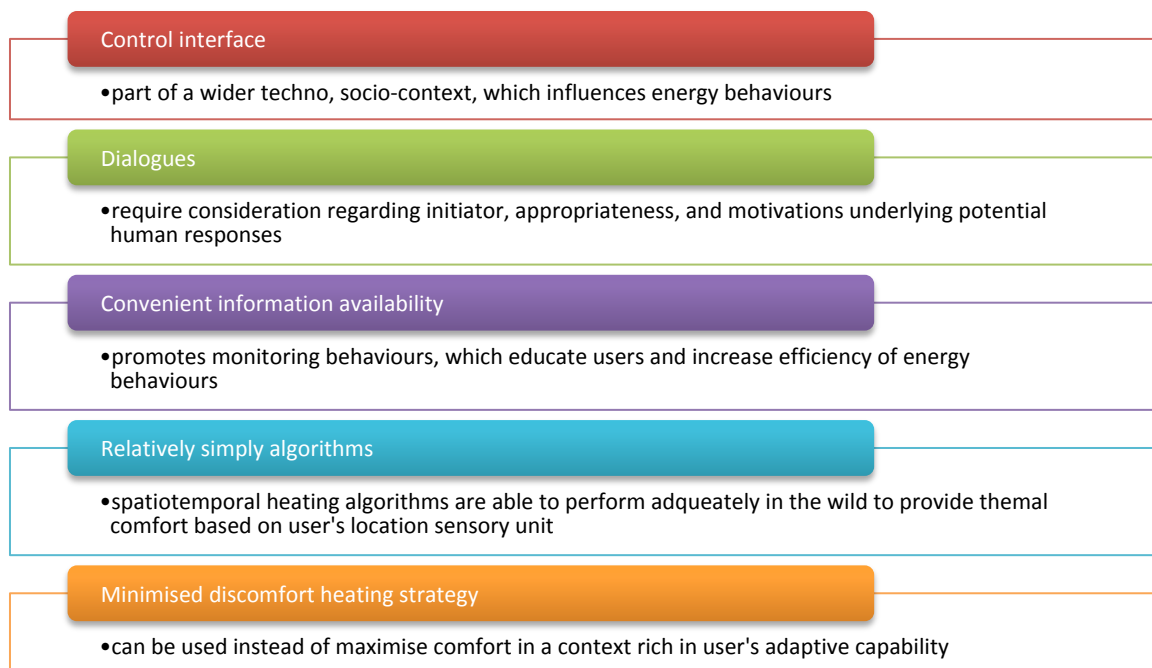 Control interface
•part of a wider techno, socio-context, which influences energy behaviours
Dialogues
•require consideration regarding initiator, appropriateness, and motivations underlying potential
human responses
Convenient information availability
•promotes monitoring behaviours, which educate users and increase efficiency of energy
behaviours
Relatively simply algorithms
•spatiotemporal heating algorithms are able to perform adqueately in the wild to provide themal
comfort based on user's location sensory unit
Minimised discomfort heating strategy
•can be used instead of maximise comfort in a context rich in user's adaptive capability